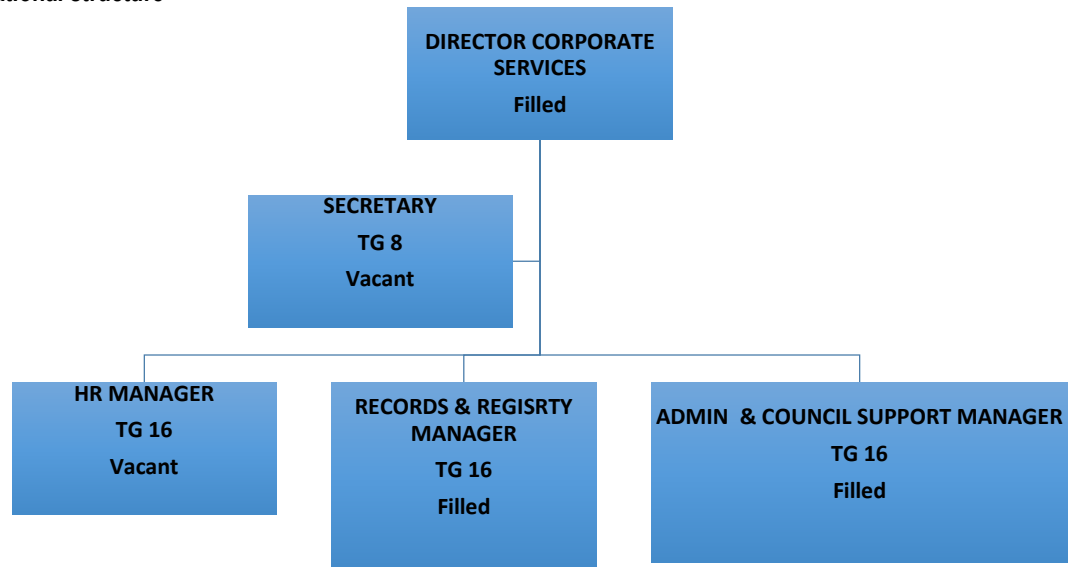 DIRECTOR CORPORATE
SERVICES
Filled
SECRETARY
TG 8
Vacant
HR MANAGER
TG 16
Vacant
RECORDS & REGISRTY
MANAGER
TG 16
Filled
ADMIN & COUNCIL SUPPORT MANAGER
TG 16
Filled